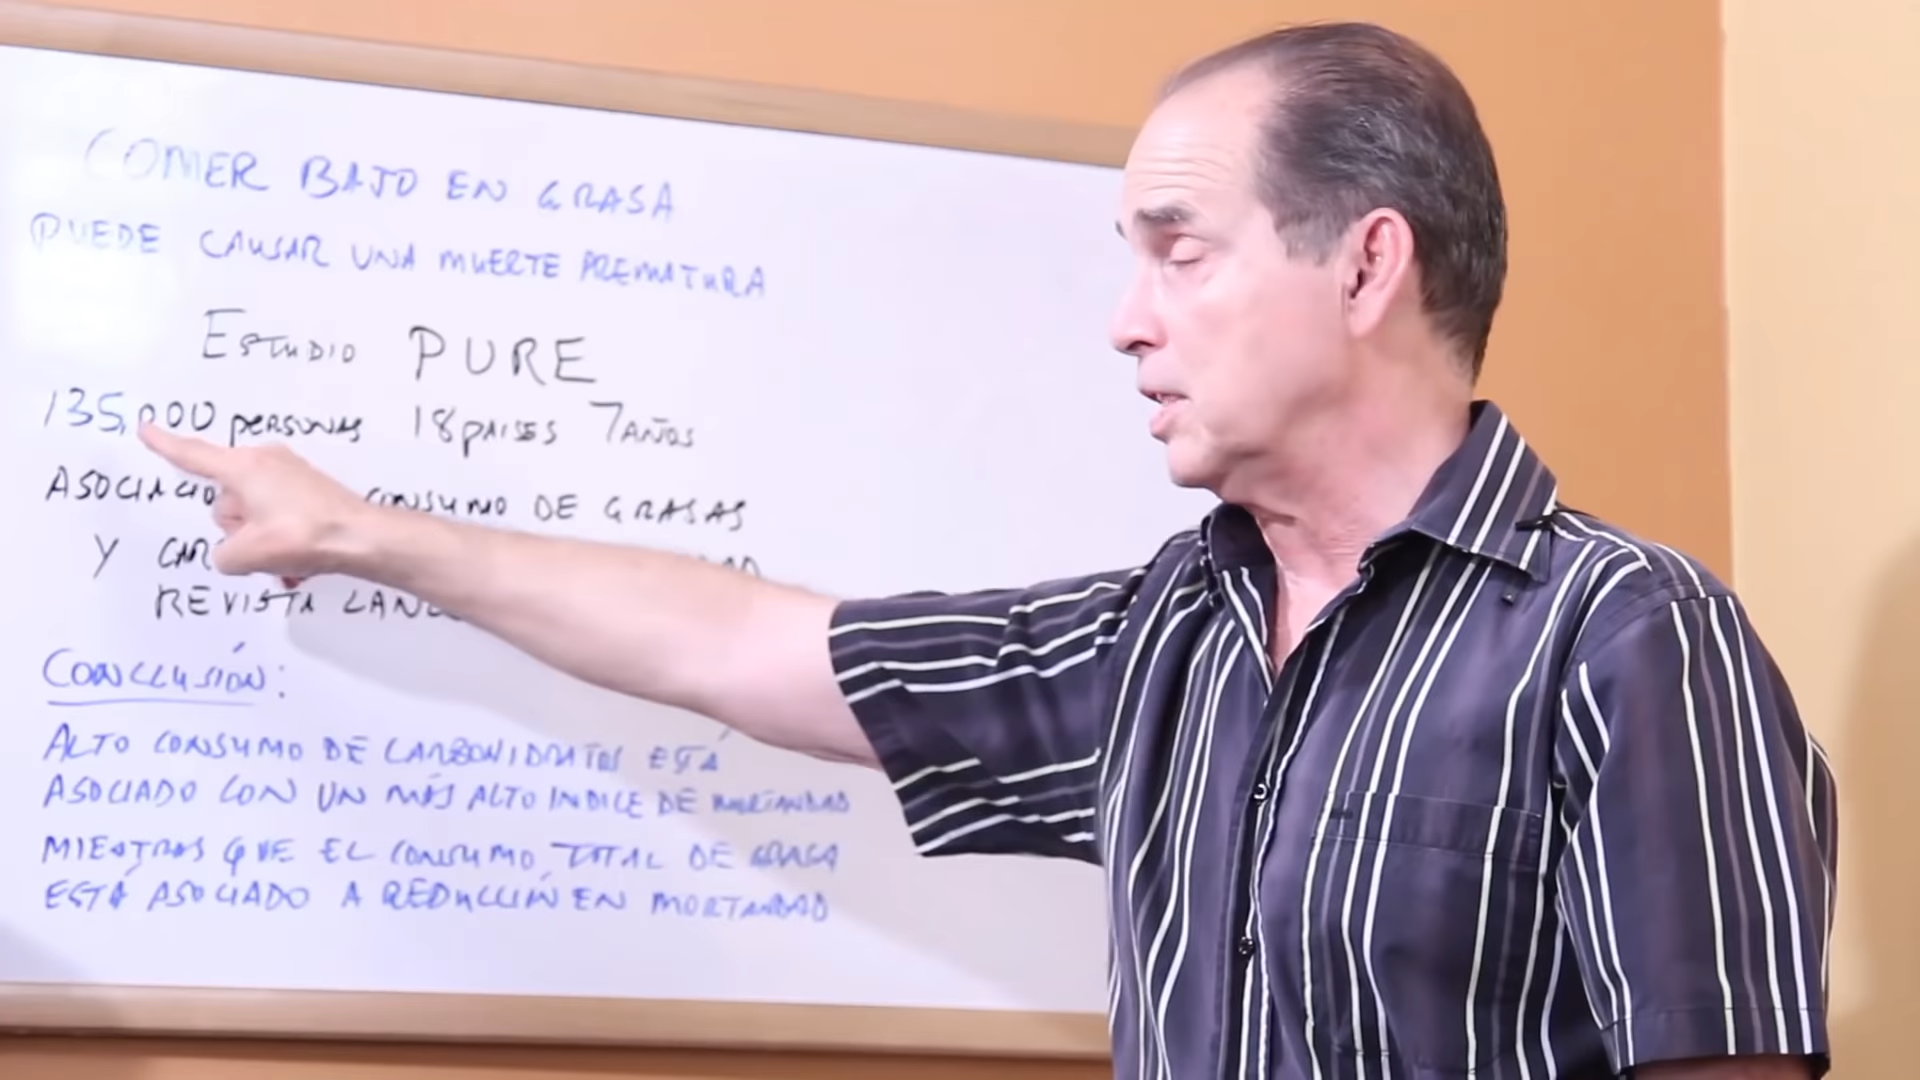 COMER BAJO EN GRASA
PUEDE CAUSAR UNA MUERTE PREMATURA
ESTUDIO PURE
135,000 PERSONAS 18 PAISES 7 AÑOS
CONSUMO DE GRASAS
Y
REVISTA
CONCLUSIÓN:
ALTO CONSUMO DE CARBOHIDRATOS ESTÁ
ASOCIADO CON UN MÁS ALTO INDICE DE MORTANDAD
MIENTRAS QUE EL CONSUMO TOTAL DE GRASA
ESTÁ ASOCIADO A REDUCCIÓN EN MORTANDAD